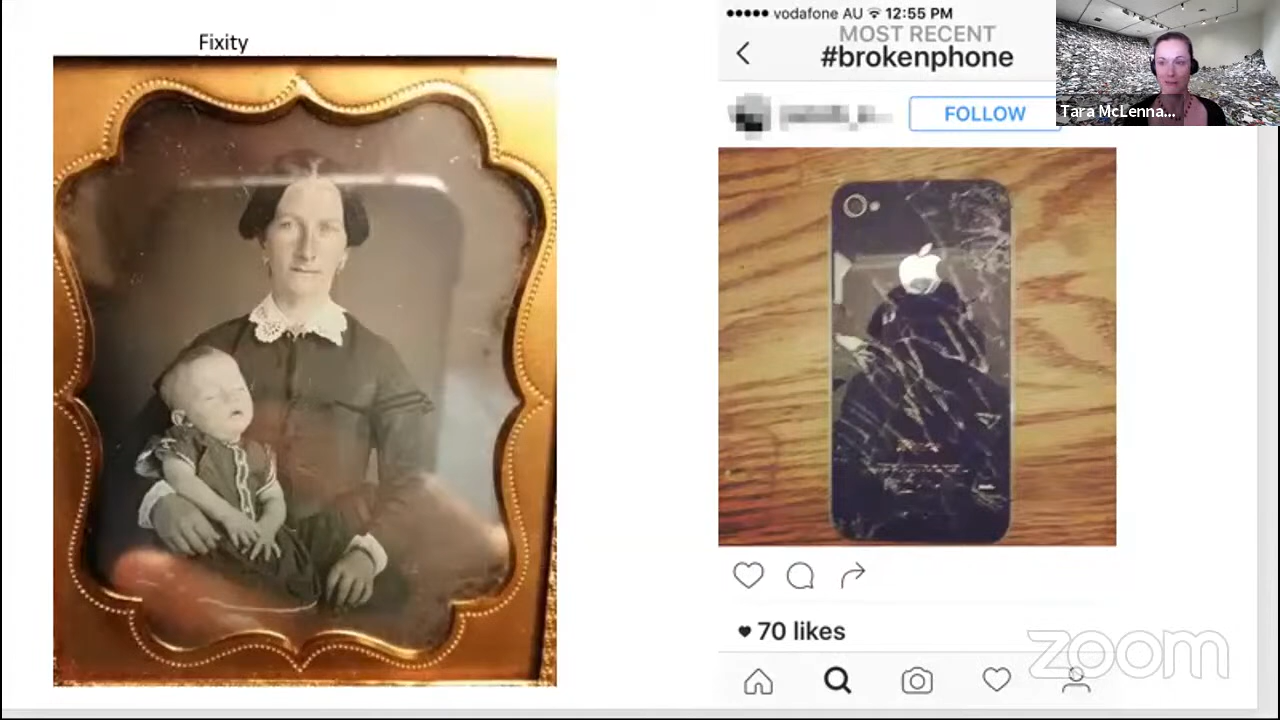 Fixity
••••• vodafone AU 12:55 PM
MOST RECENT
#brokenphone
FOLLOW
Tara McLenna...
70 likes
zoom